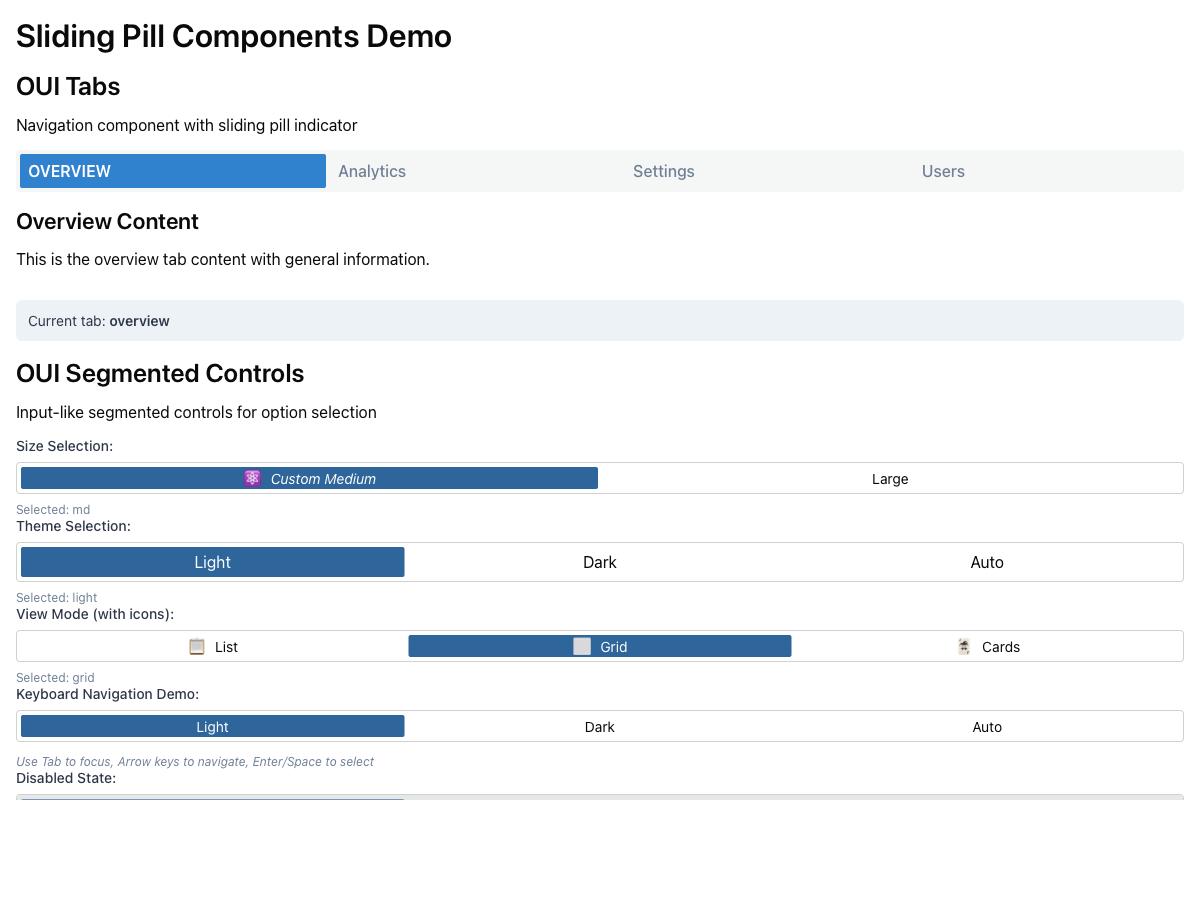 Sliding Pill Components Demo
OUI Tabs
Navigation component with sliding pill indicator
OVERVIEW Analytics Settings Users
Overview Content
This is the overview tab content with general information.
Current tab: overview
OUI Segmented Controls
Input-like segmented controls for option selection
Size Selection:
⚛️ Custom Medium Large
Selected: md
Theme Selection:
Light Dark Auto
Selected: light
View Mode (with icons):
📋 List ⬜ Grid 🃏 Cards
Selected: grid
Keyboard Navigation Demo:
Light Dark Auto
Use Tab to focus, Arrow keys to navigate, Enter/Space to select
Disabled State: